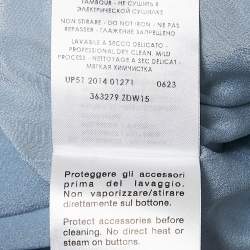 TAMBOUR - НЕ СУШИТЬ В
ЭЛЕКТРИЧЕСКОЙ СУШИЛКЕ
NON STIRARE - DO NOT IRON - NE PAS
REPASSER - ГЛАЖЕНИЕ ЗАПРЕЩЕНО
LAVABILE A SECCO DELICATO -
PROFESSIONAL DRY CLEAN, MILD
PROCESS - NETTOYAGE A SEC DELICAT -
МЯГКАЯ ХИМЧИСТКА
UP51 2014 01271 0623
363279 ZDW15
Proteggere gli accessori
prima del lavaggio.
Non vaporizzare/stirare
direttamente sul bottone.
Protect accessories before
cleaning. No direct heat or
steam on buttons